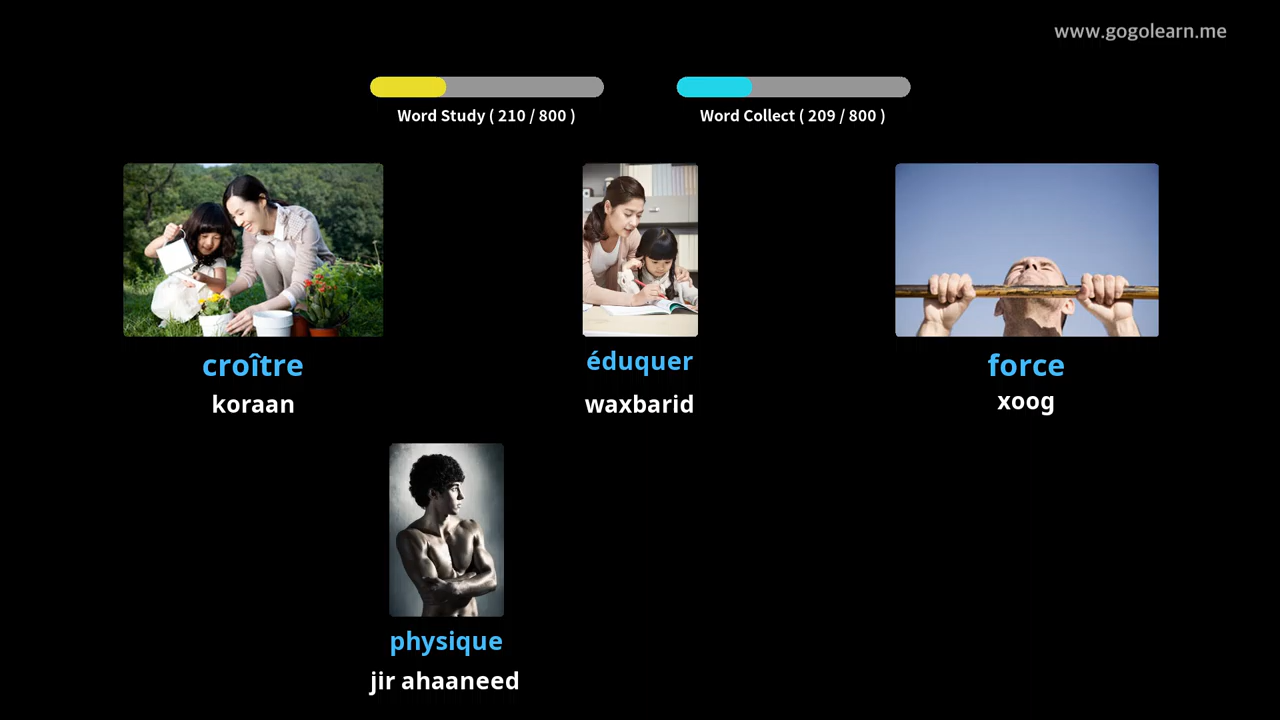 www.gogolearn.me
Word Study ( 210 / 800 )
Word Collect ( 209 / 800 )
croître
koraan
éduquer
waxbarid
force
xoog
physique
jir ahaaneed